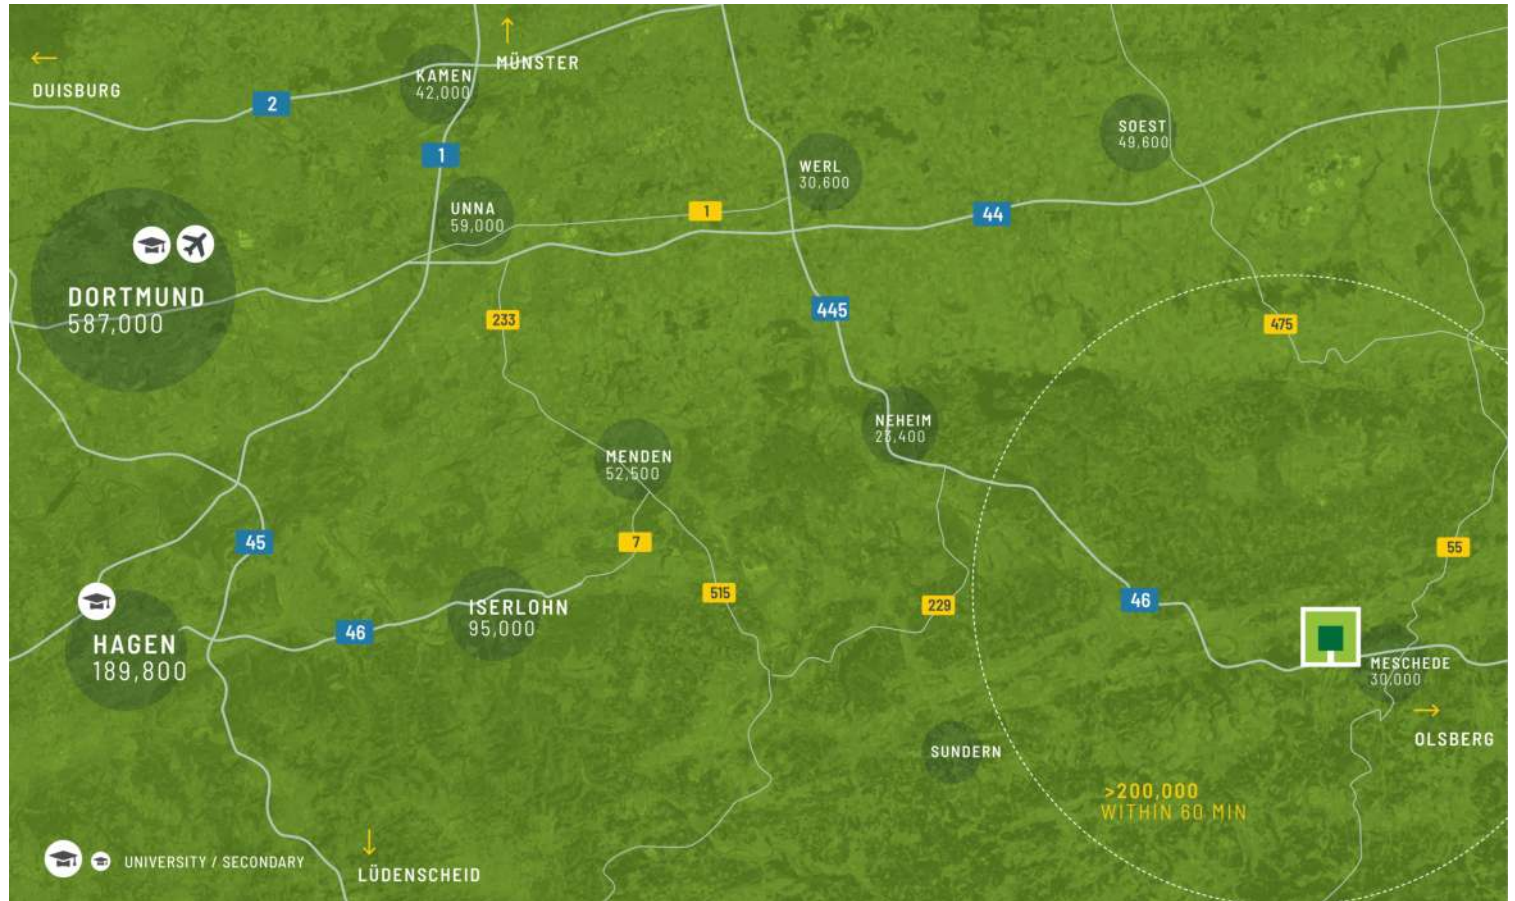 MÜNSTER
DUISBURG
KAMEN
42,000
2
1
SOEST
49,600
WERL
30,600
UNNA
59,000
1
44
DORTMUND
587,000
445
233
475
NEHEIM
23,400
MENDEN
52,500
45
7
55
515
46
229
ISERLOHN
95,000
46
HAGEN
189,800
MESCHEDE
30,000
OLSBERG
SUNDERN
>200,000
WITHIN 60 MIN
UNIVERSITY / SECONDARY
LÜDENSCHEID